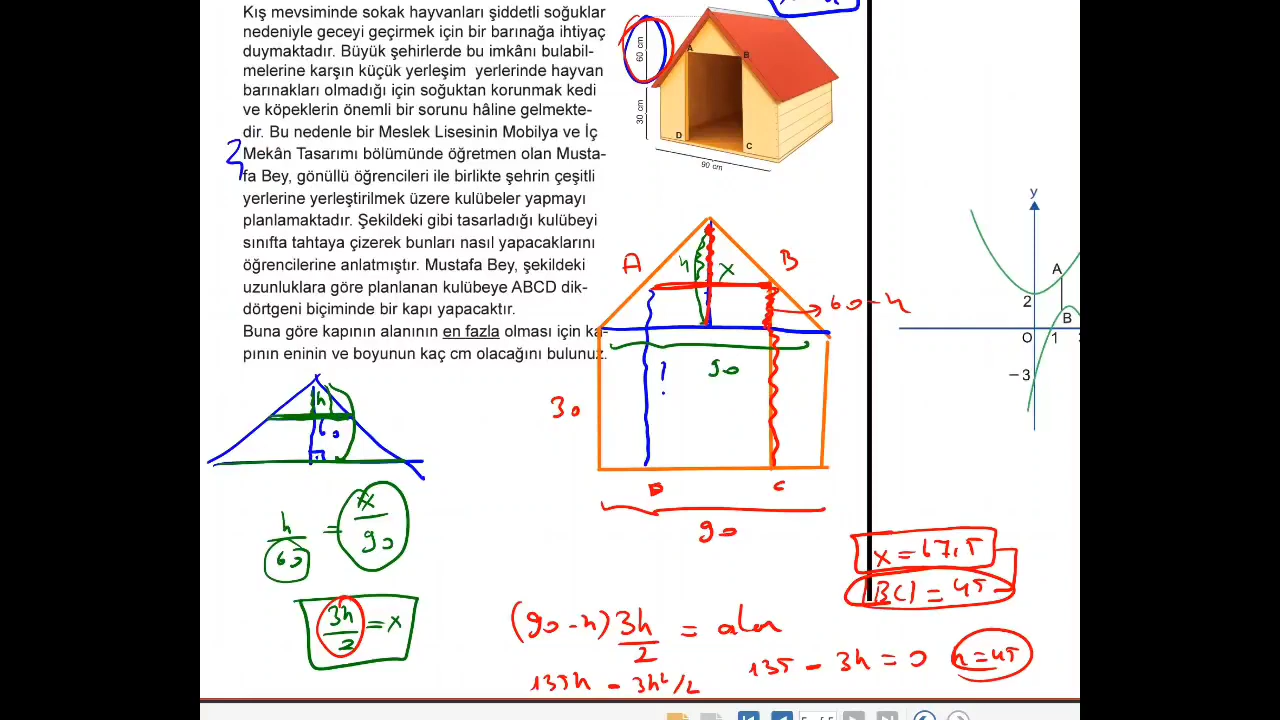 Kış mevsiminde sokak hayvanları şiddetli soğuklar
nedeniyle geceyi geçirmek için bir barınağa ihtiyaç
duymaktadır. Büyük şehirlerde bu imkânı bulabil-
melerine karşın küçük yerleşim yerlerinde hayvan
barınakları olmadığı için soğuktan korunmak kedi
ve köpeklerin önemli bir sorunu hâline gelmekte-
dir. Bu nedenle bir Meslek Lisesinin Mobilya ve İç
Mekân Tasarımı bölümünde öğretmen olan Musta-
fa Bey, gönüllü öğrencileri ile birlikte şehrin çeşitli
yerlerine yerleştirilmek üzere kulübeler yapmayı
planlamaktadır. Şekildeki gibi tasarladığı kulübeyi
sınıfta tahtaya çizerek bunları nasıl yapacaklarını
öğrencilerine anlatmıştır. Mustafa Bey, şekildeki
uzunluklara göre planlanan kulübeye ABCD dik-
dörtgeni biçiminde bir kapı yapacaktır.
Buna göre kapının alanının en fazla olması için ka-
pının eninin ve boyunun kaç cm olacağını bulunuz.
60 cm
30 cm
90 cm
A
B
D
C
A
h
x
B
60-h
90
30
D
C
90
h
60
h/60 = x/90
3h/2 = x
(90-h) 3h/2 = alan
135h - 3h²/2
135 - 3h = 0
h=45
x = 67,5
|BC| = 45
y
A
2
B
O
1
−3